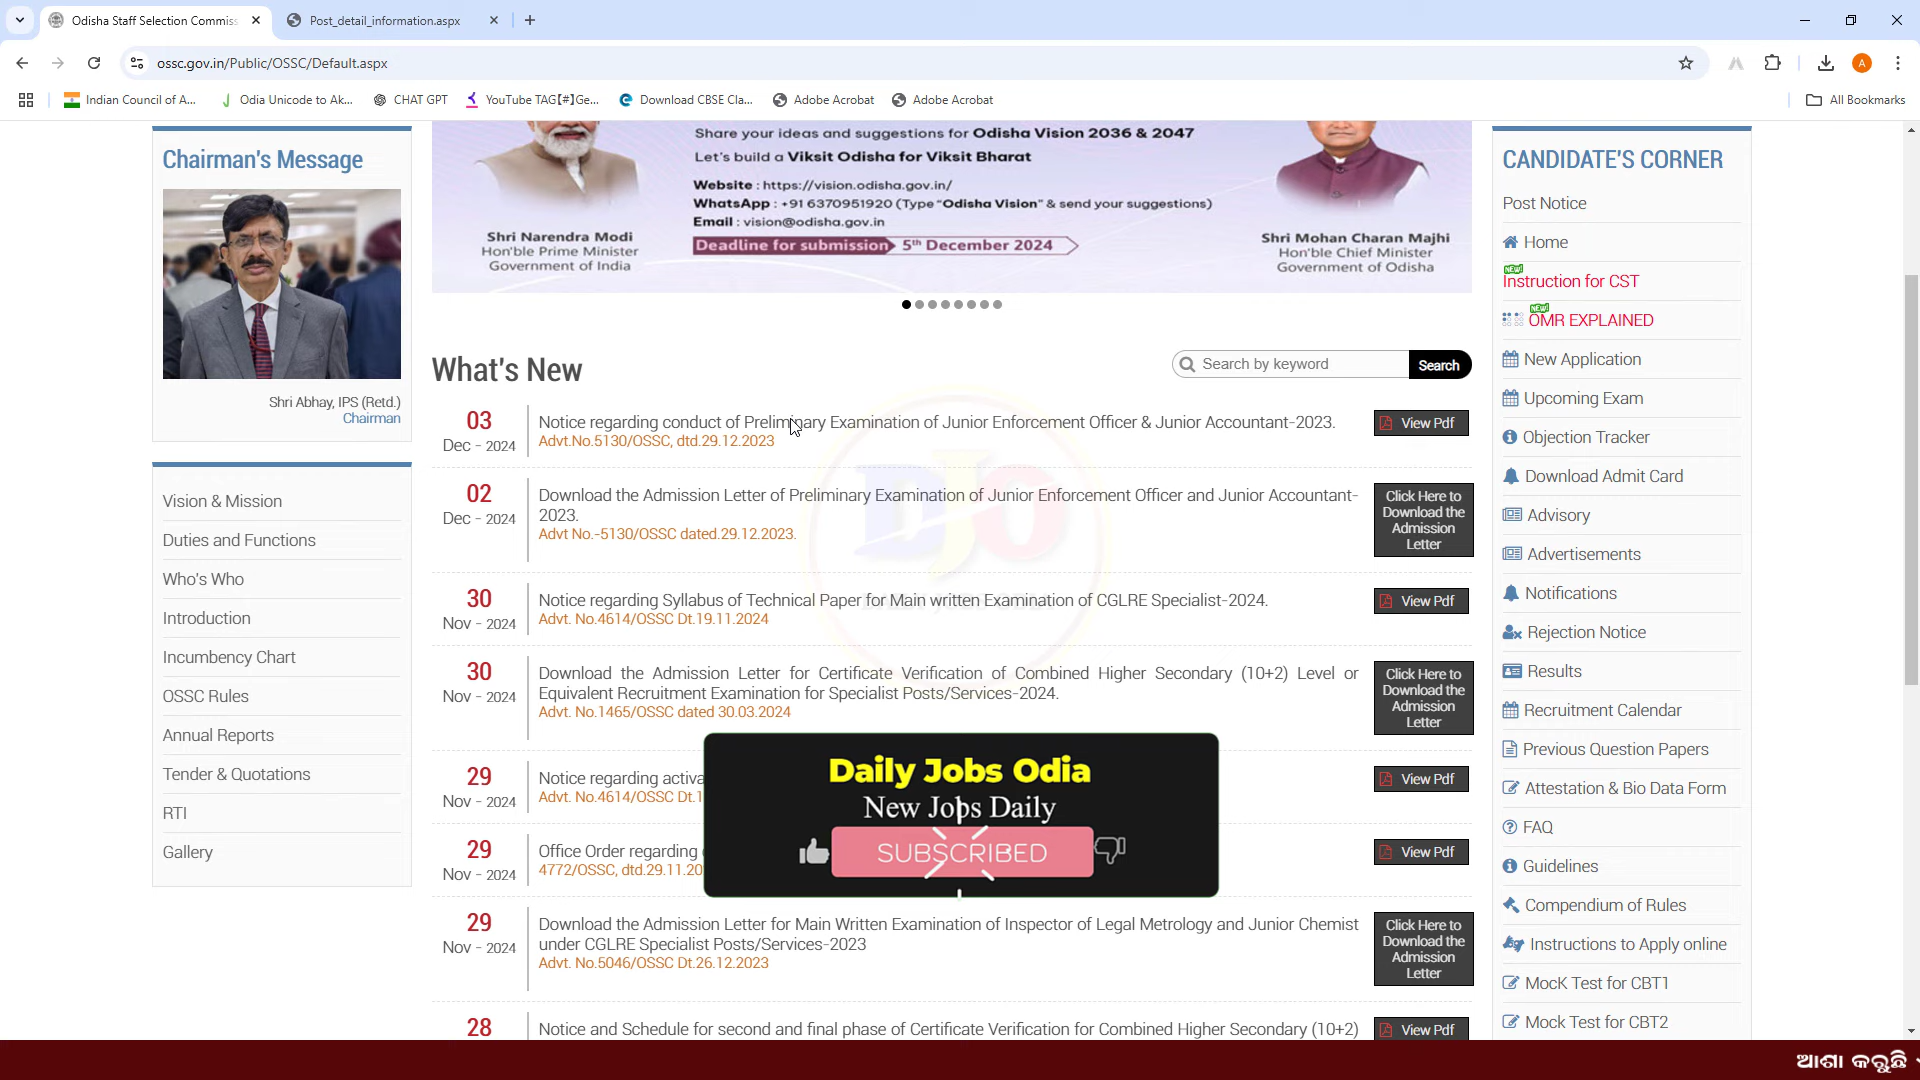 Odisha Staff Selection Commiss
Post_detail_information.aspx
ossc.gov.in/Public/OSSC/Default.aspx
A
Indian Council of A...
Odia Unicode to Ak...
CHAT GPT
YouTube TAG【#】Ge...
Download CBSE Cla...
Adobe Acrobat
Adobe Acrobat
All Bookmarks
Chairman's Message
Shri Abhay, IPS (Retd.)
Chairman
Vision & Mission
Duties and Functions
Who's Who
Introduction
Incumbency Chart
OSSC Rules
Annual Reports
Tender & Quotations
RTI
Gallery
Share your ideas and suggestions for Odisha Vision 2036 & 2047
Let's build a Viksit Odisha for Viksit Bharat
Website : https://vision.odisha.gov.in/
WhatsApp : +91 6370951920 (Type "Odisha Vision" & send your suggestions)
Email : vision@odisha.gov.in
Deadline for submission 5th December 2024
Shri Narendra Modi
Hon'ble Prime Minister
Government of India
Shri Mohan Charan Majhi
Hon'ble Chief Minister
Government of Odisha
What's New
Search by keyword
Search
03
Dec - 2024
Notice regarding conduct of Preliminary Examination of Junior Enforcement Officer & Junior Accountant-2023.
Advt.No.5130/OSSC, dtd.29.12.2023
View Pdf
02
Dec - 2024
Download the Admission Letter of Preliminary Examination of Junior Enforcement Officer and Junior Accountant-
2023.
Advt No.-5130/OSSC dated.29.12.2023.
Click Here to
Download the
Admission
Letter
30
Nov - 2024
Notice regarding Syllabus of Technical Paper for Main written Examination of CGLRE Specialist-2024.
Advt. No.4614/OSSC Dt.19.11.2024
View Pdf
30
Nov - 2024
Download the Admission Letter for Certificate Verification of Combined Higher Secondary (10+2) Level or
Equivalent Recruitment Examination for Specialist Posts/Services-2024.
Advt. No.1465/OSSC dated 30.03.2024
Click Here to
Download the
Admission
Letter
29
Nov - 2024
Notice regarding activa
Advt. No.4614/OSSC Dt.1
View Pdf
29
Nov - 2024
Office Order regarding
4772/OSSC, dtd.29.11.20
View Pdf
29
Nov - 2024
Download the Admission Letter for Main Written Examination of Inspector of Legal Metrology and Junior Chemist
under CGLRE Specialist Posts/Services-2023
Advt. No.5046/OSSC Dt.26.12.2023
Click Here to
Download the
Admission
Letter
28
Notice and Schedule for second and final phase of Certificate Verification for Combined Higher Secondary (10+2)
View Pdf
DJO
Daily Jobs Odia
New Jobs Daily
SUBSCRIBED
CANDIDATE'S CORNER
Post Notice
Home
NEW!
Instruction for CST
NEW!
OMR EXPLAINED
New Application
Upcoming Exam
Objection Tracker
Download Admit Card
Advisory
Advertisements
Notifications
Rejection Notice
Results
Recruitment Calendar
Previous Question Papers
Attestation & Bio Data Form
FAQ
Guidelines
Compendium of Rules
Instructions to Apply online
MocK Test for CBT1
Mock Test for CBT2
ଆଶା କରୁଛି